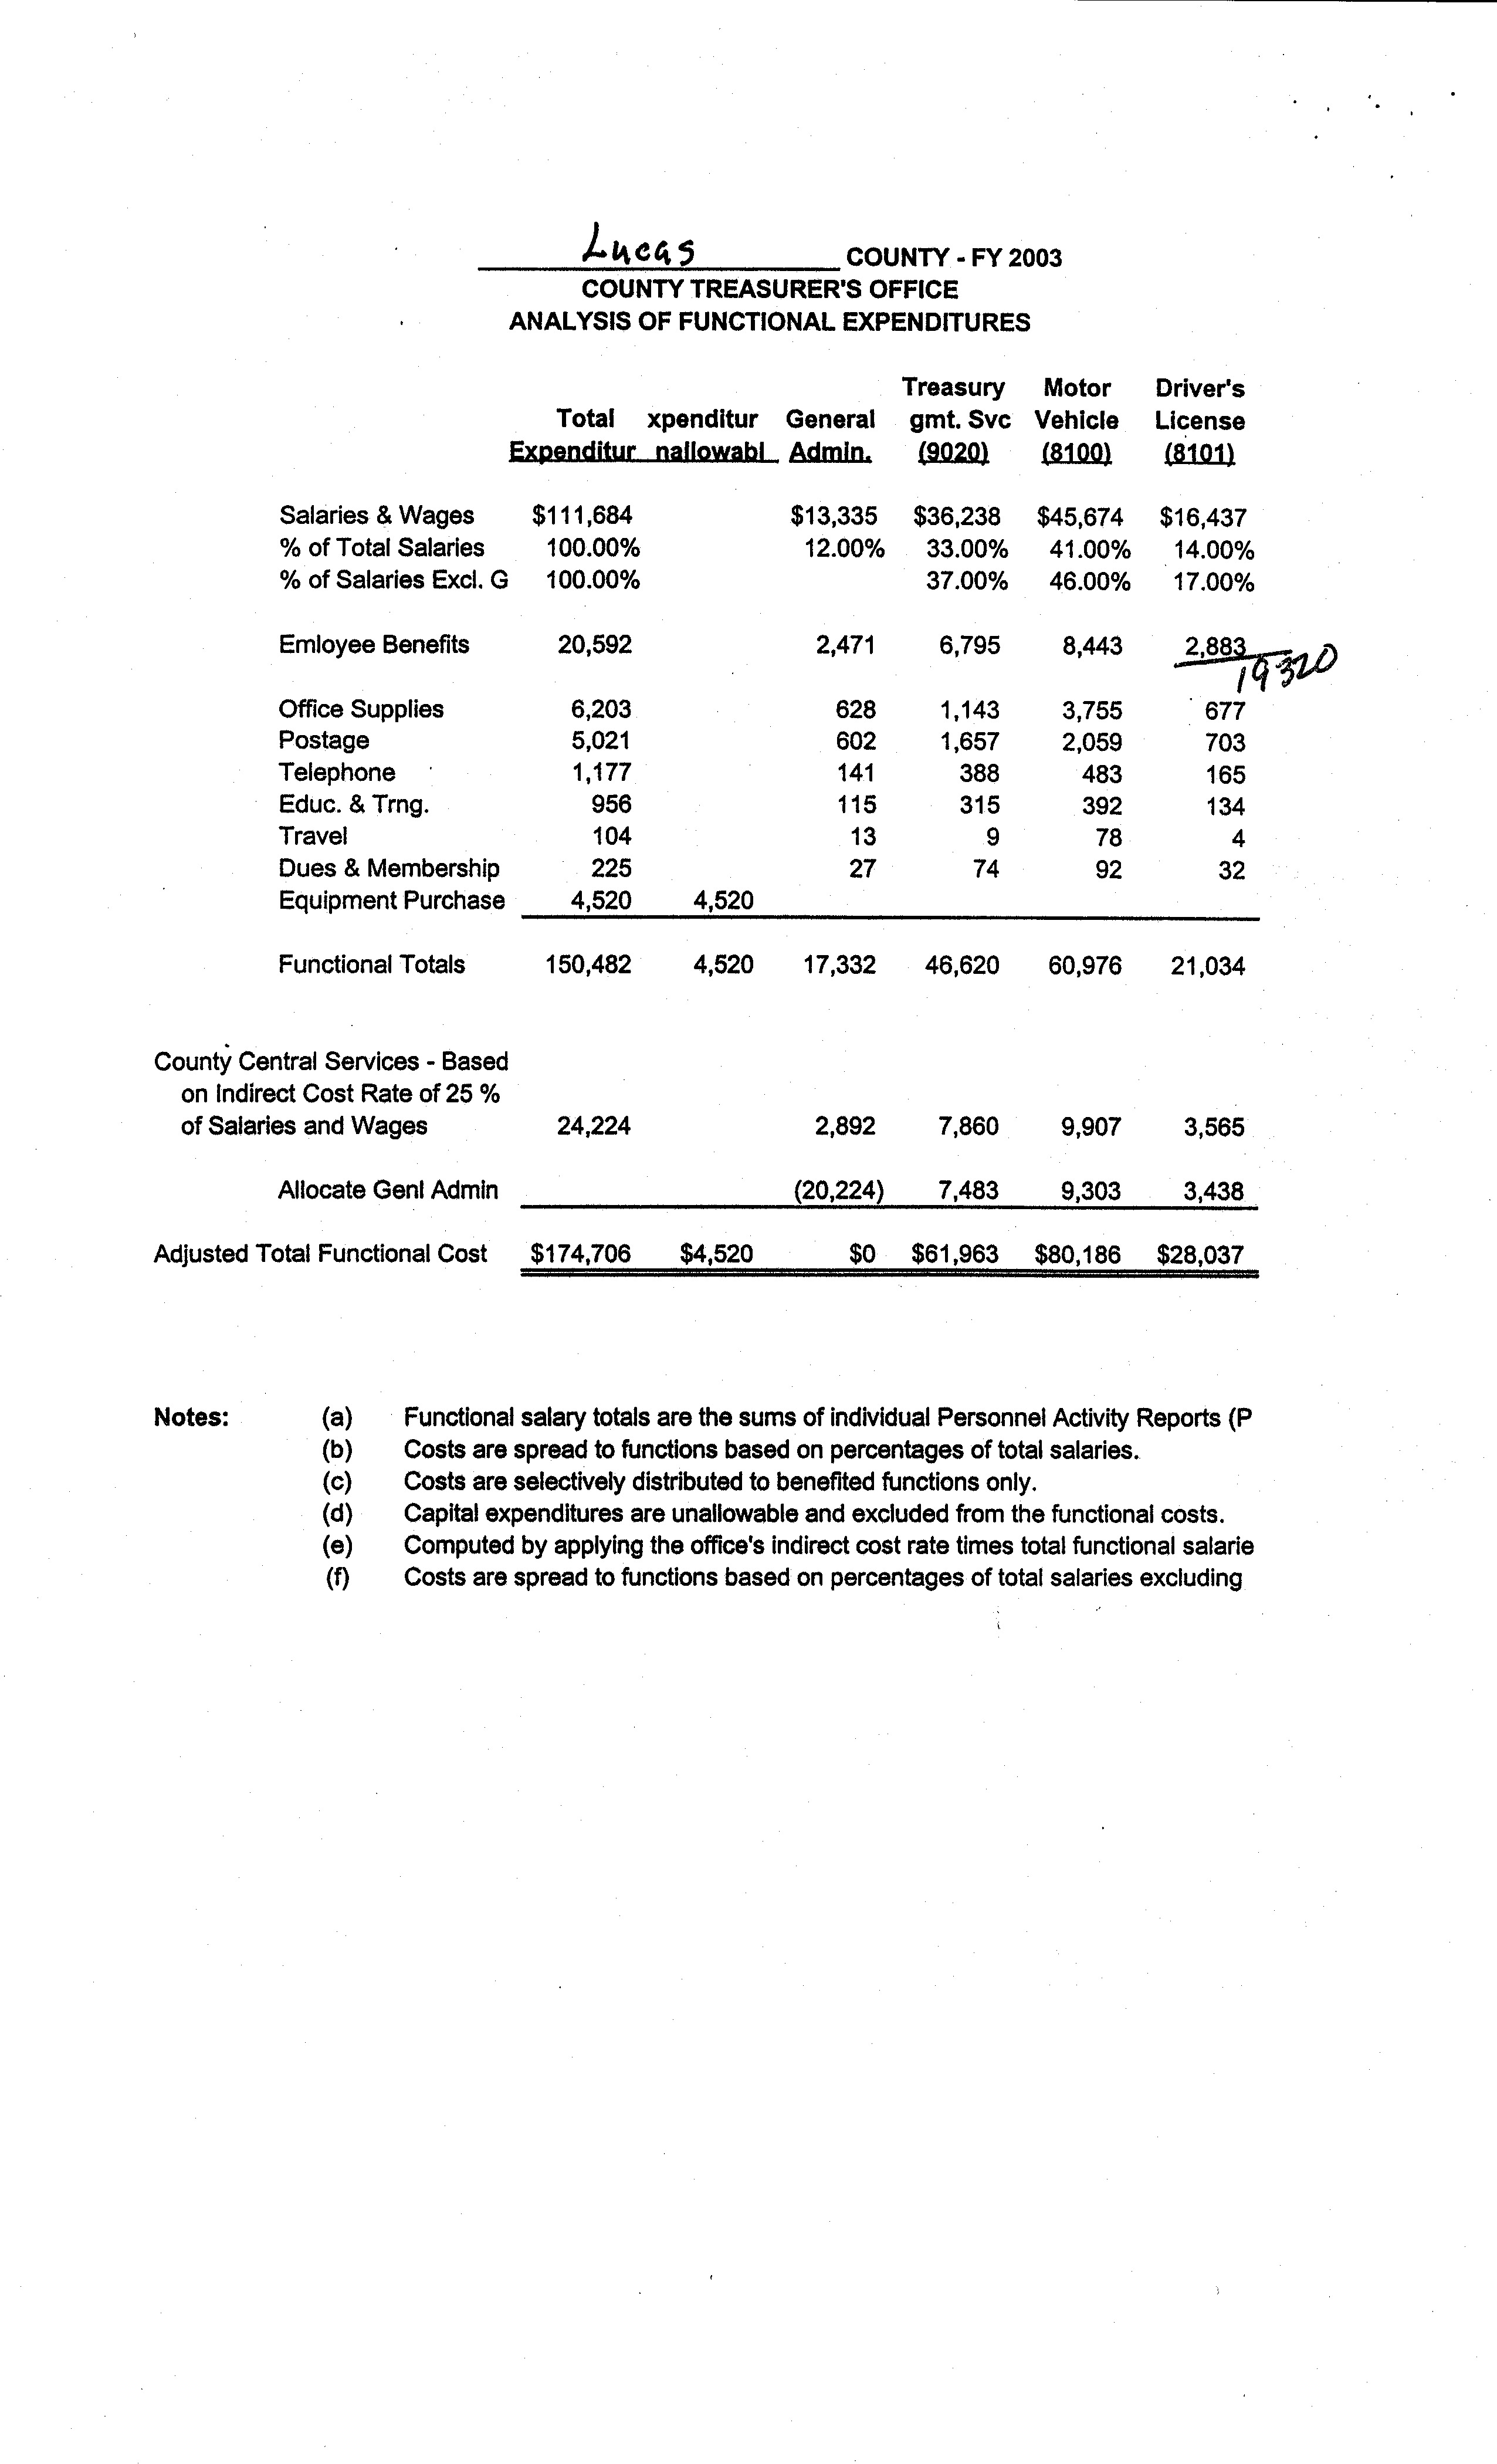 Lucas COUNTY - FY 2003
COUNTY TREASURER'S OFFICE
ANALYSIS OF FUNCTIONAL EXPENDITURES
Treasury Motor Driver's
Total xpenditur General gmt. Svc Vehicle License
Expenditur nallowabl Admin. (9020) (8100) (8101)
Salaries & Wages $111,684 $13,335 $36,238 $45,674 $16,437
% of Total Salaries 100.00% 12.00% 33.00% 41.00% 14.00%
% of Salaries Excl. G 100.00% 37.00% 46.00% 17.00%
Emloyee Benefits 20,592 2,471 6,795 8,443 2,883
19320
Office Supplies 6,203 628 1,143 3,755 677
Postage 5,021 602 1,657 2,059 703
Telephone 1,177 141 388 483 165
Educ. & Trng. 956 115 315 392 134
Travel 104 13 9 78 4
Dues & Membership 225 27 74 92 32
Equipment Purchase 4,520 4,520
Functional Totals 150,482 4,520 17,332 46,620 60,976 21,034
County Central Services - Based
on Indirect Cost Rate of 25 %
of Salaries and Wages 24,224 2,892 7,860 9,907 3,565
Allocate Genl Admin (20,224) 7,483 9,303 3,438
Adjusted Total Functional Cost $174,706 $4,520 $0 $61,963 $80,186 $28,037
Notes: (a) Functional salary totals are the sums of individual Personnel Activity Reports (P
(b) Costs are spread to functions based on percentages of total salaries.
(c) Costs are selectively distributed to benefited functions only.
(d) Capital expenditures are unallowable and excluded from the functional costs.
(e) Computed by applying the office's indirect cost rate times total functional salarie
(f) Costs are spread to functions based on percentages of total salaries excluding